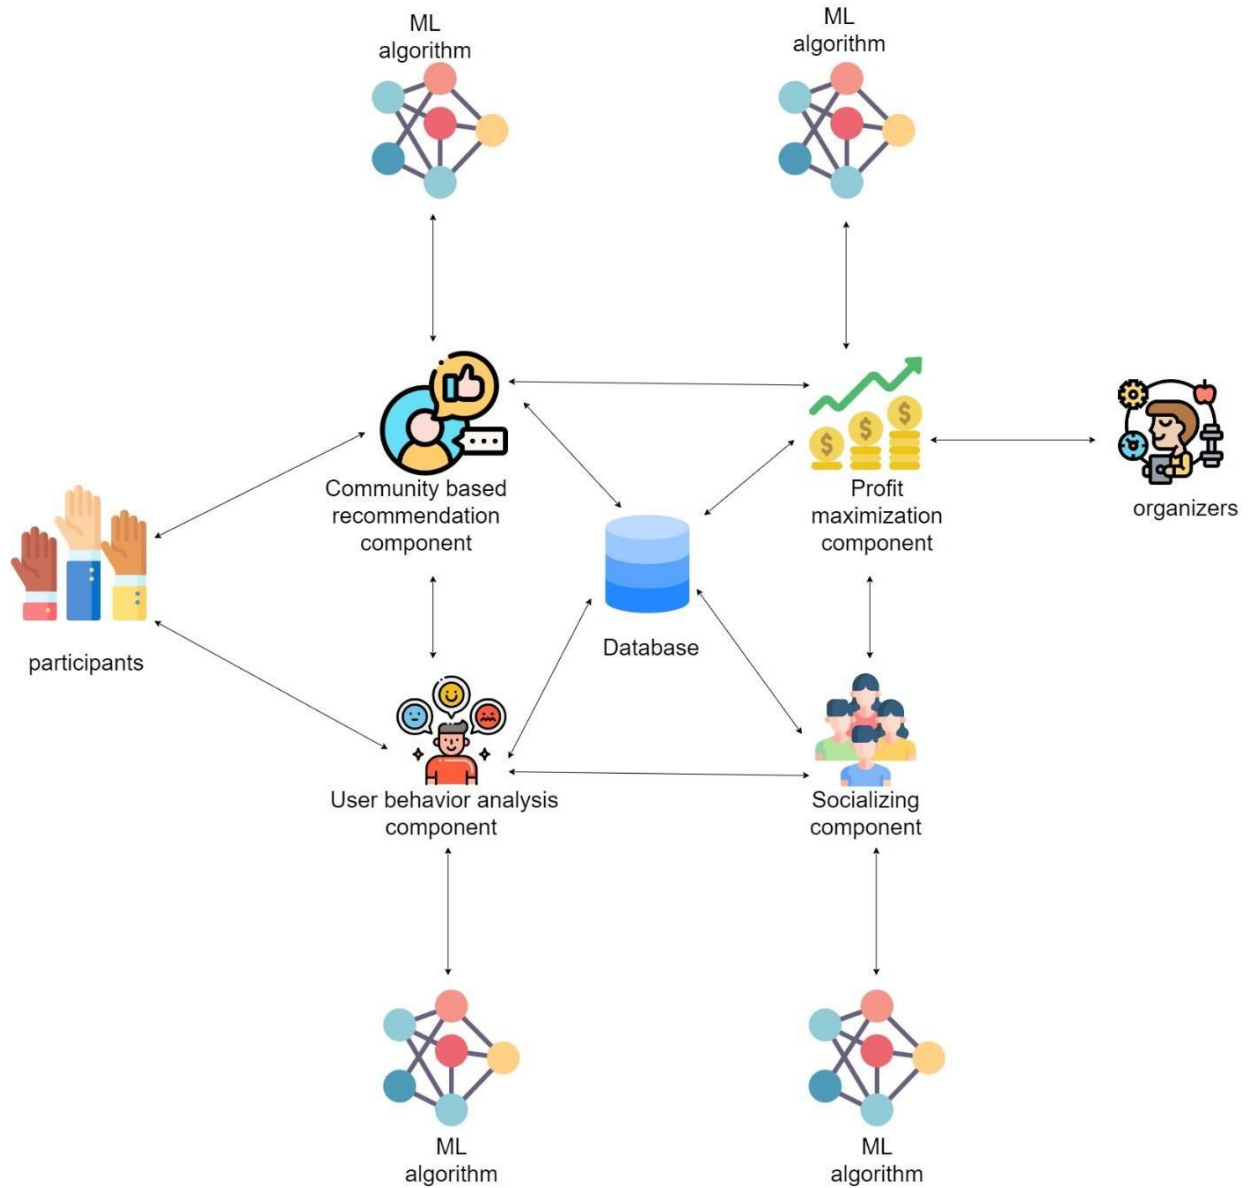 ML
algorithm
ML
algorithm
Community based
recommendation
component
Profit
maximization
component
organizers
participants
Database
User behavior analysis
component
Socializing
component
ML
algorithm
ML
algorithm